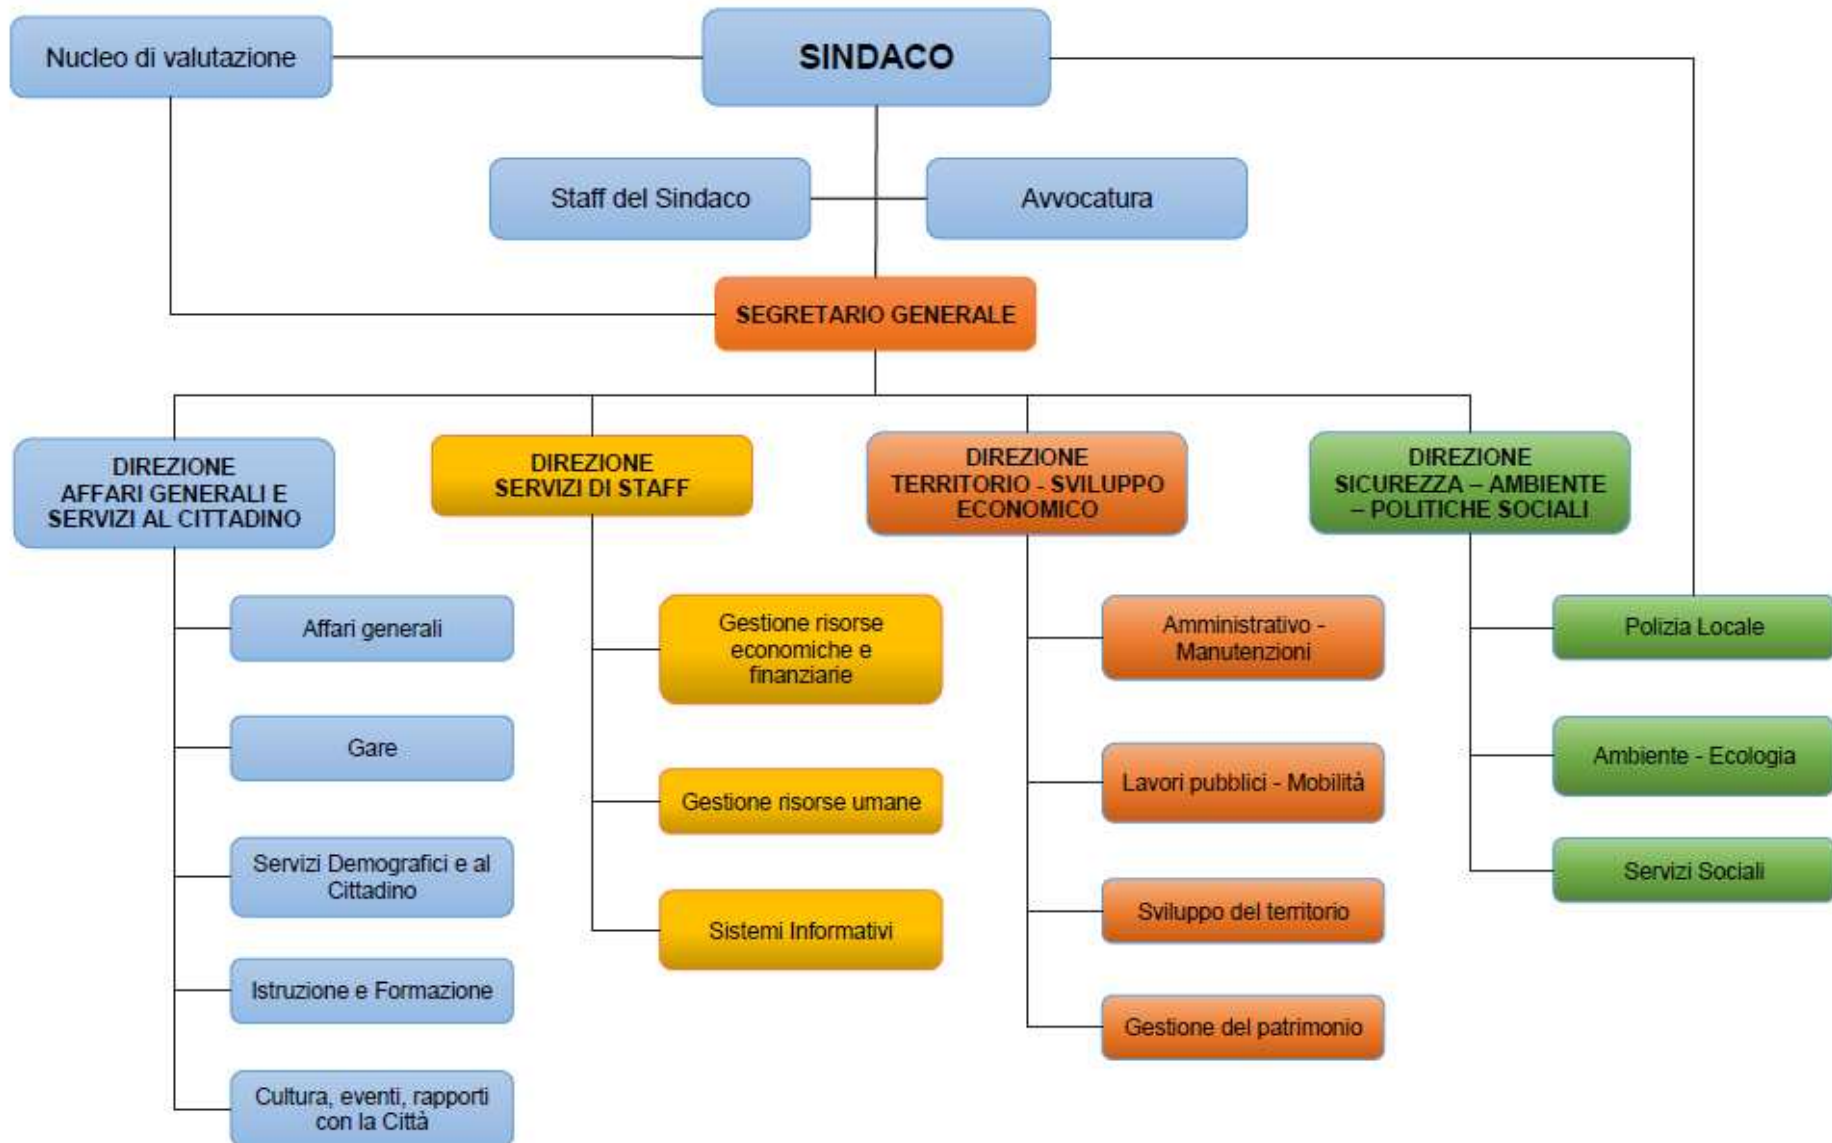 Nucleo di valutazione
SINDACO
Staff del Sindaco
Avvocatura
SEGRETARIO GENERALE
DIREZIONE
AFFARI GENERALI E
SERVIZI AL CITTADINO
DIREZIONE
SERVIZI DI STAFF
DIREZIONE
TERRITORIO - SVILUPPO
ECONOMICO
DIREZIONE
SICUREZZA – AMBIENTE
– POLITICHE SOCIALI
Affari generali
Gare
Servizi Demografici e al
Cittadino
Istruzione e Formazione
Cultura, eventi, rapporti
con la Città
Gestione risorse
economiche e
finanziarie
Gestione risorse umane
Sistemi Informativi
Amministrativo -
Manutenzioni
Lavori pubblici - Mobilità
Sviluppo del territorio
Gestione del patrimonio
Polizia Locale
Ambiente - Ecologia
Servizi Sociali